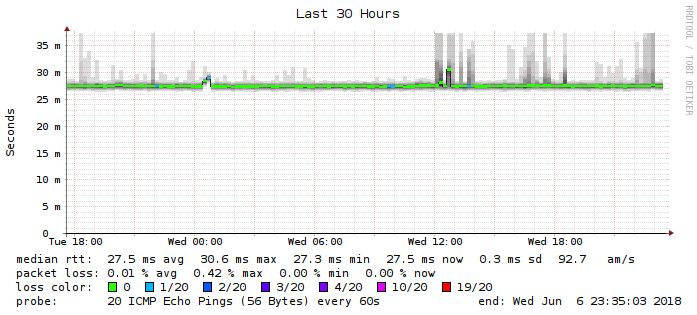 Last 30 Hours
RRDTOOL / TOBI OETIKER
Seconds
35 m
30 m
25 m
20 m
15 m
10 m
5 m
0
Tue 18:00 Wed 00:00 Wed 06:00 Wed 12:00 Wed 18:00
median rtt: 27.5 ms avg 30.6 ms max 27.3 ms min 27.5 ms now 0.3 ms sd 92.7 am/s
packet loss: 0.01 % avg 0.42 % max 0.00 % min 0.00 % now
loss color: 0 1/20 2/20 3/20 4/20 10/20 19/20
probe: 20 ICMP Echo Pings (56 Bytes) every 60s end: Wed Jun 6 23:35:03 2018